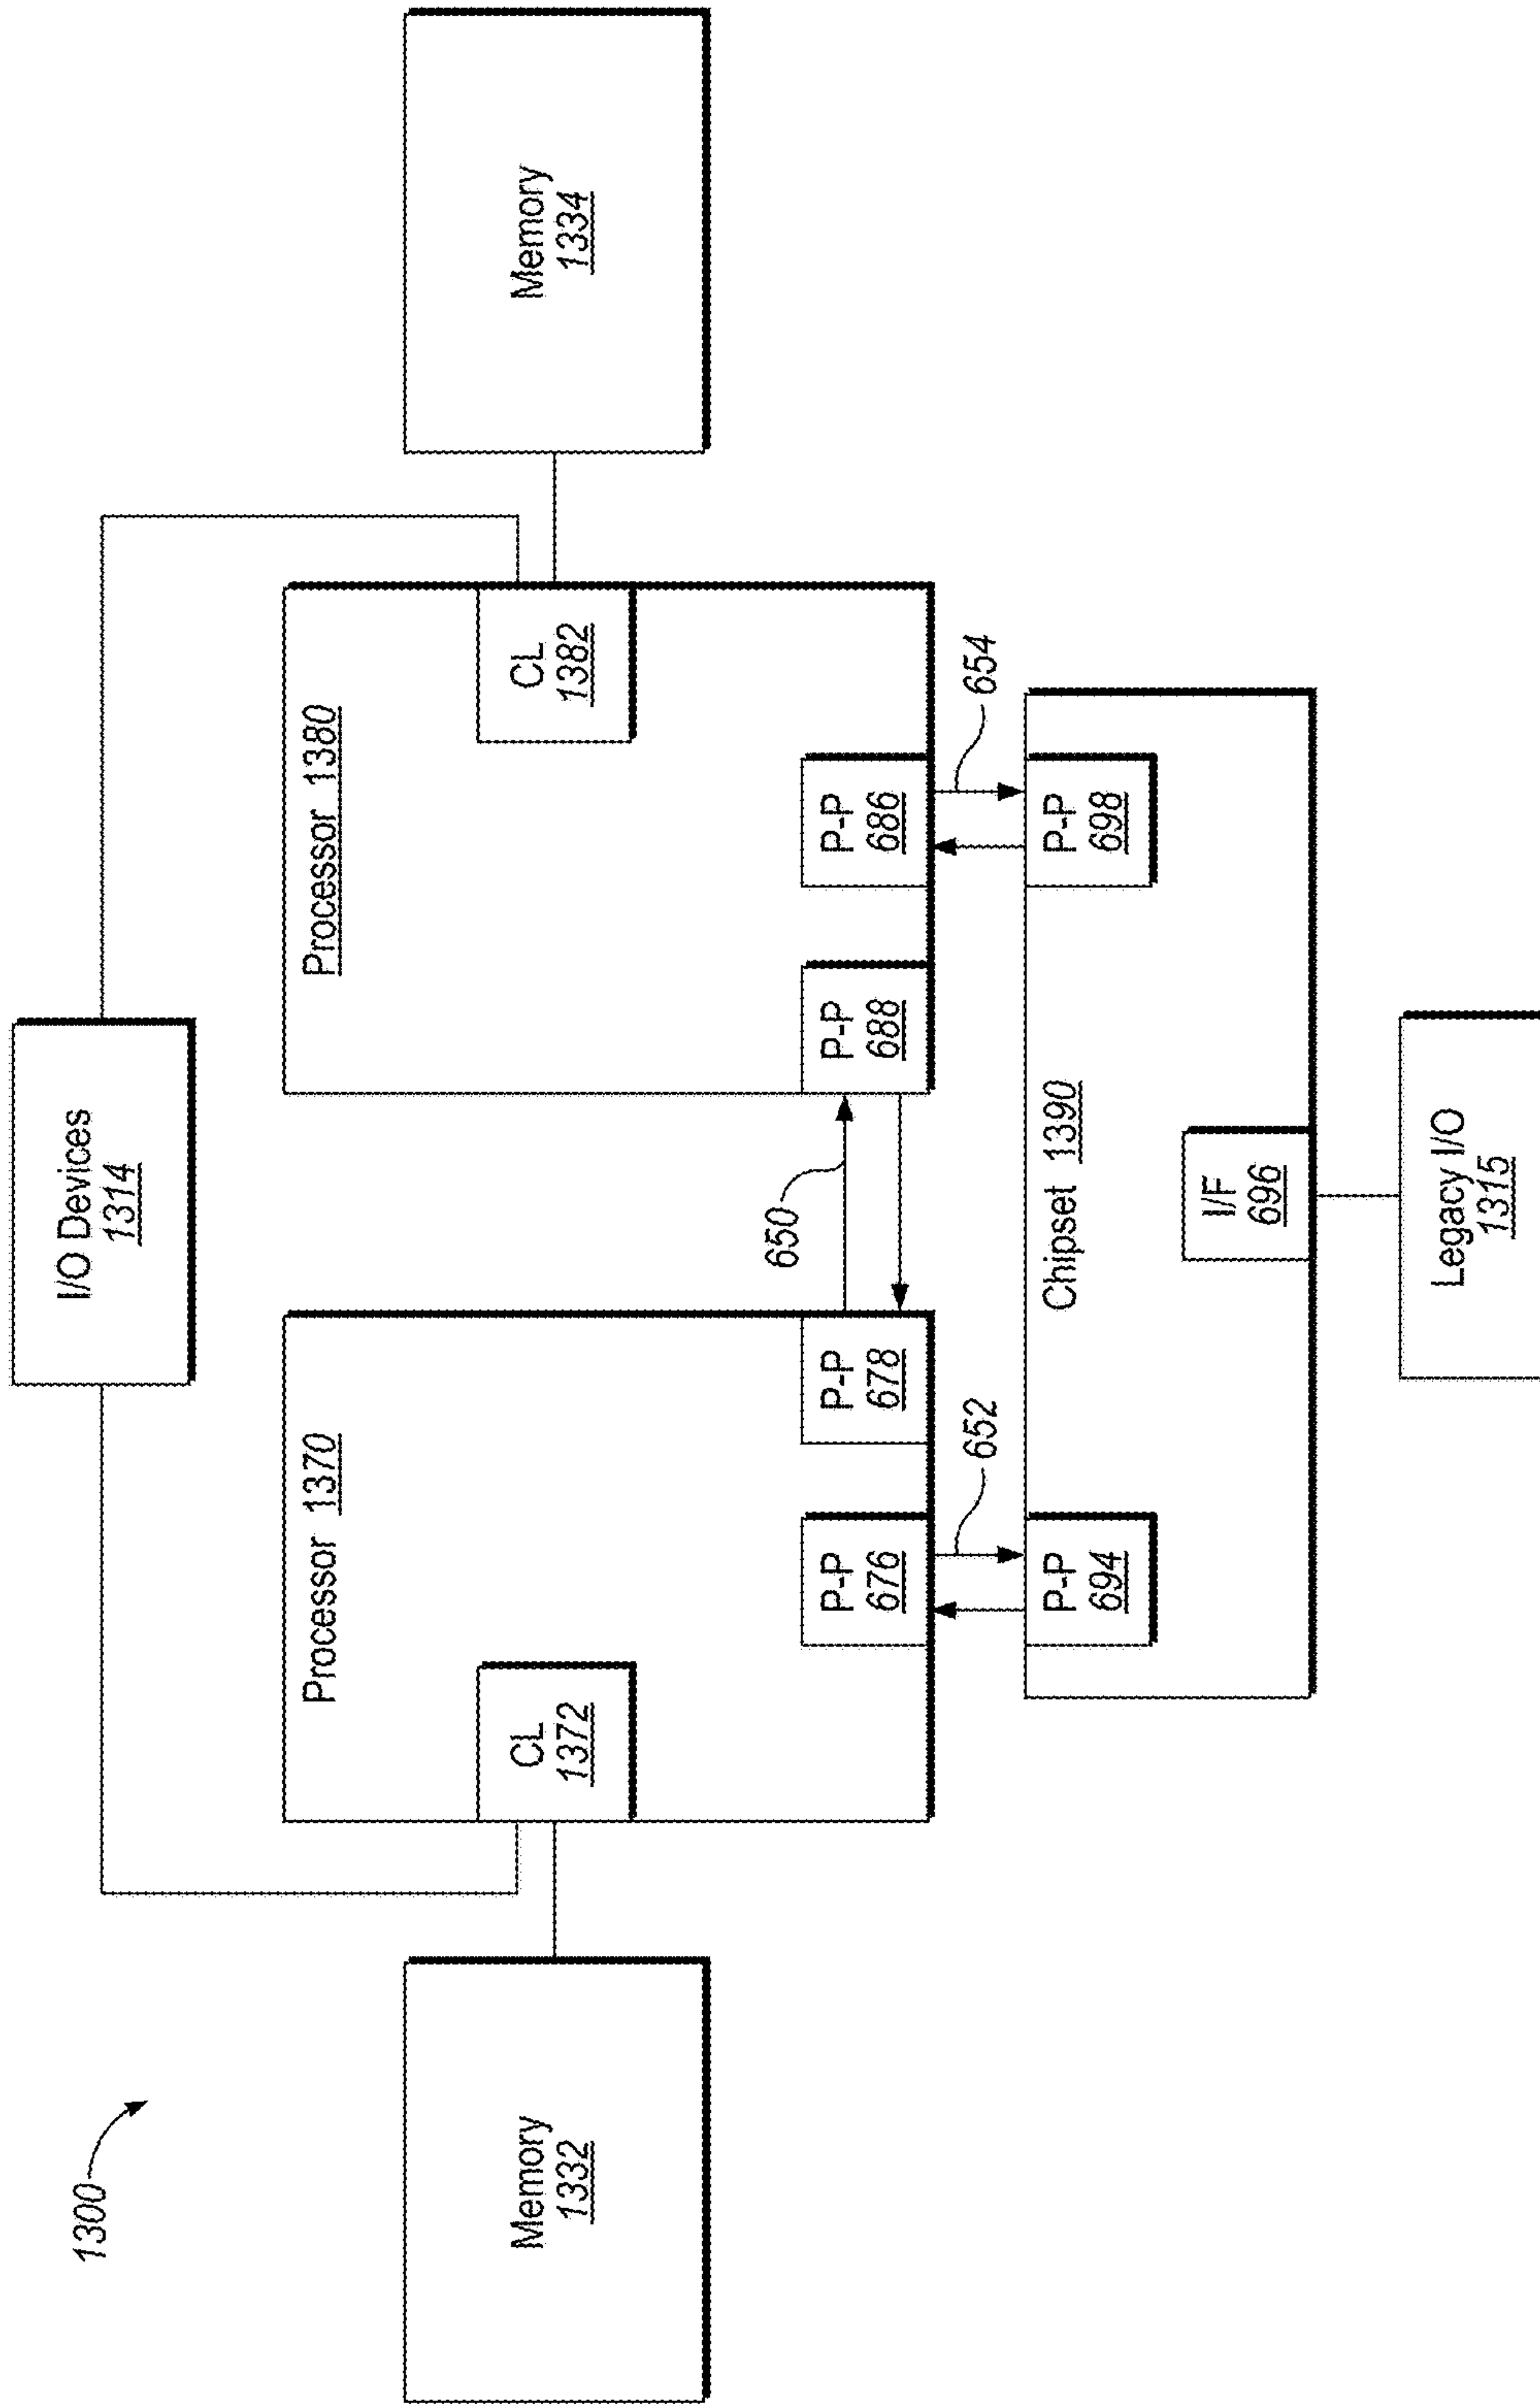 1300
I/O Devices
1314
Memory
1332
Processor 1370
CL
1372
P-P
676
P-P
678
650
Processor 1380
CL
1382
P-P
688
P-P
686
Memory
1334
652
654
P-P
694
Chipset 1390
P-P
698
I/F
696
Legacy I/O
1315